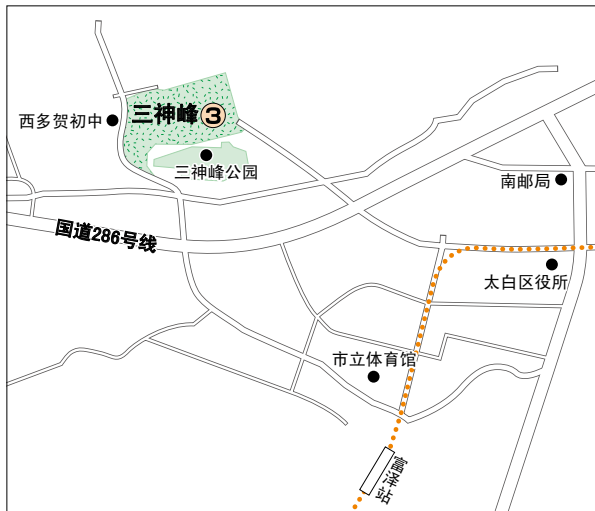 三神峰③
西多贺初中
三神峰公园
南邮局
国道286号线
太白区役所
市立体育馆
富泽站